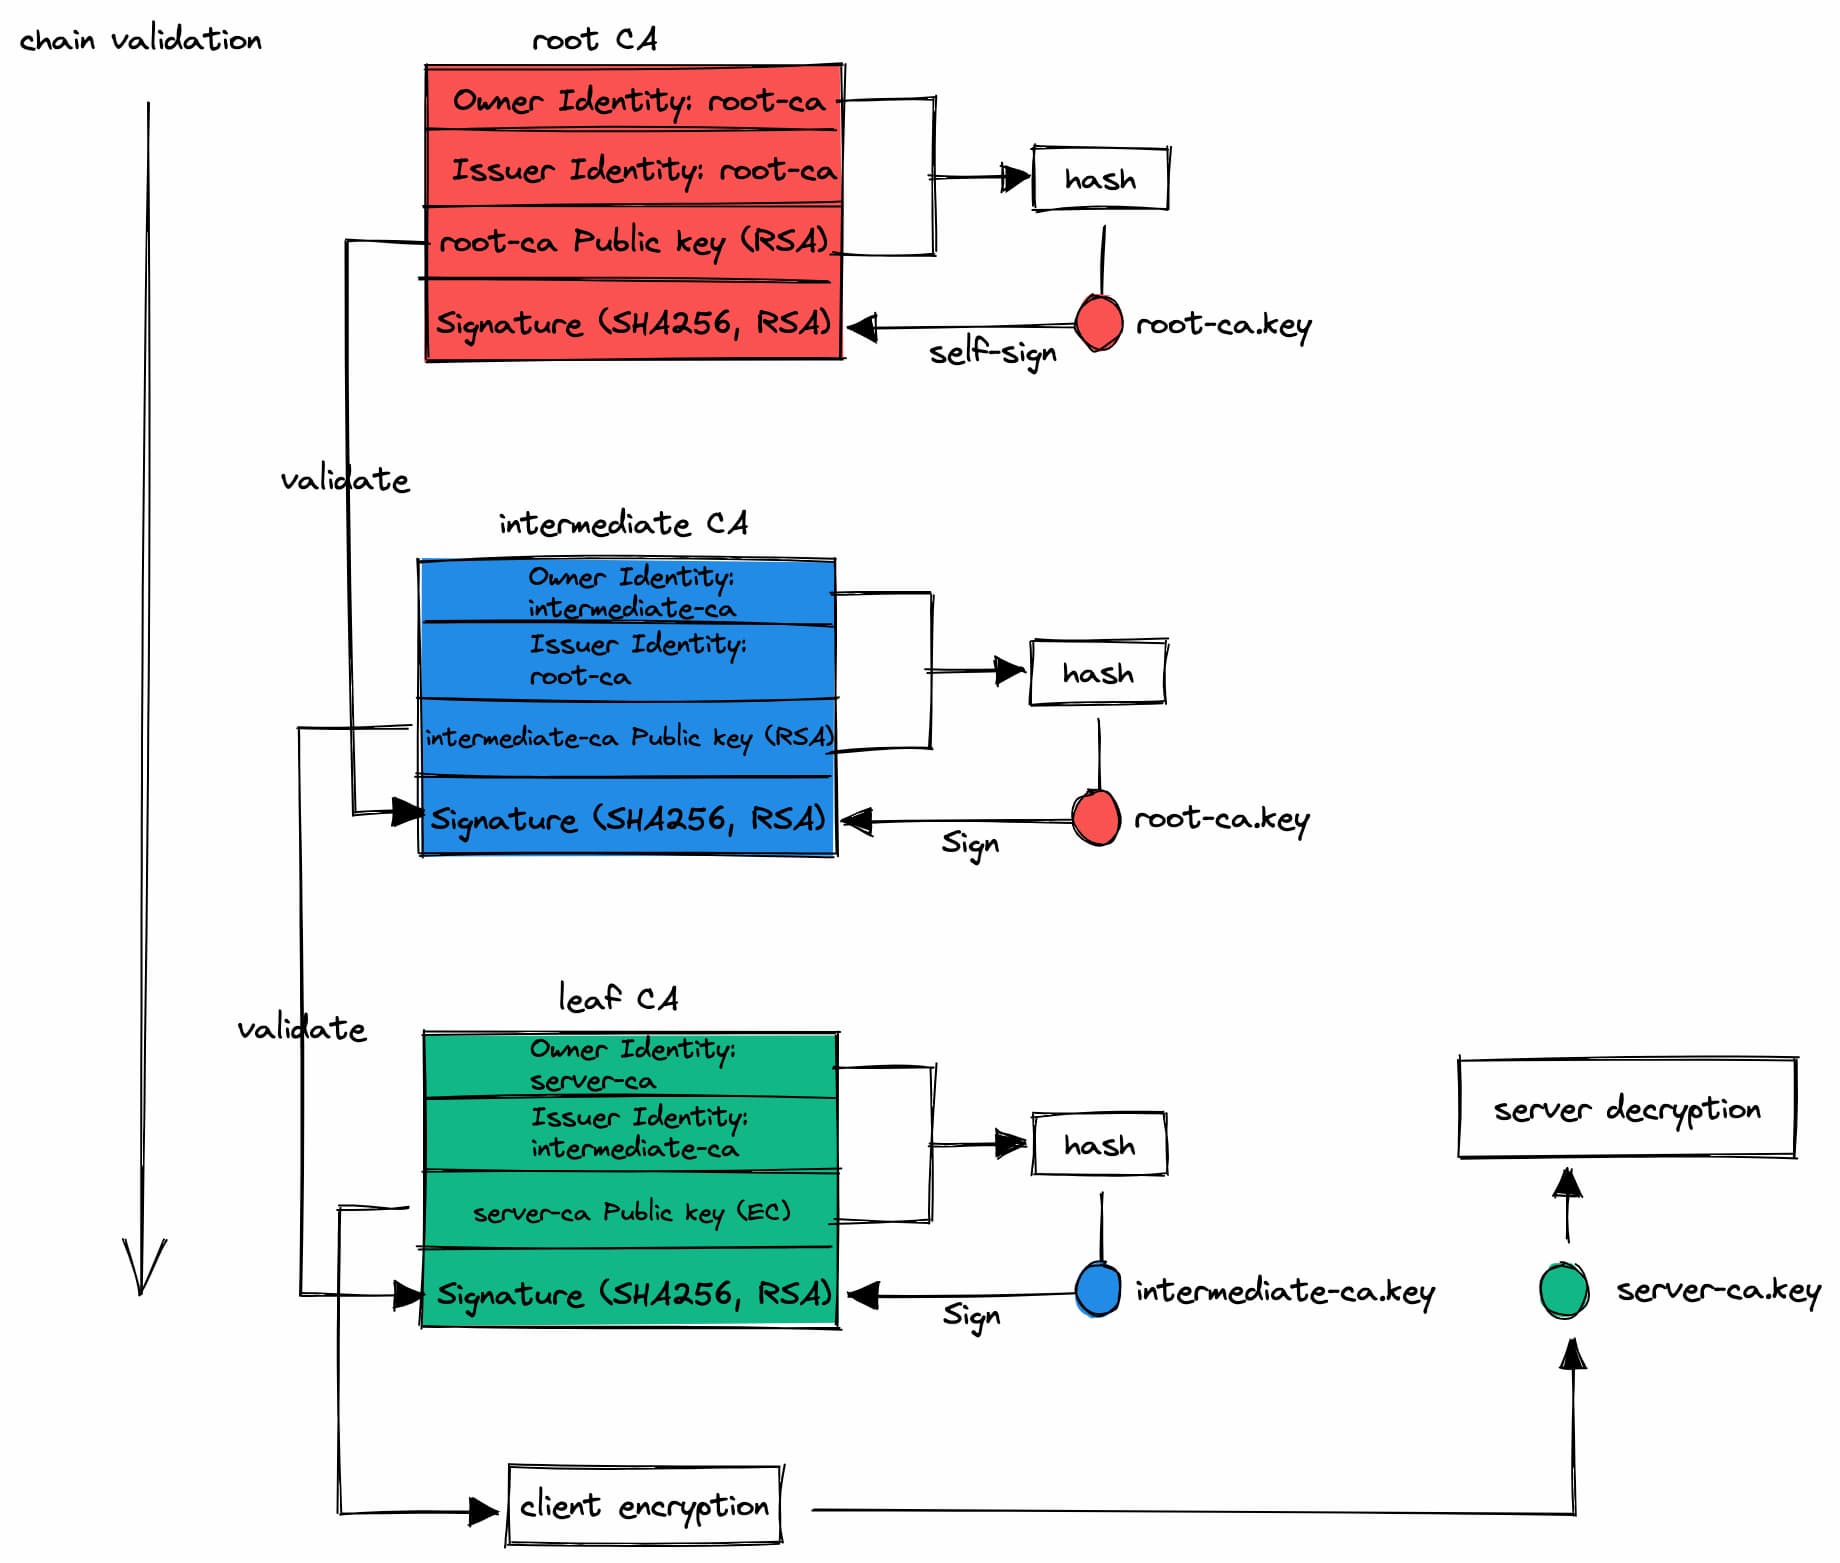 chain validation
root CA
Owner Identity: root-ca
Issuer Identity: root-ca
hash
root-ca Public key (RSA)
Signature (SHA256, RSA)
root-ca.key
self-sign
validate
intermediate CA
Owner Identity:
intermediate-ca
Issuer Identity:
root-ca
hash
intermediate-ca Public key (RSA)
Signature (SHA256, RSA)
root-ca.key
Sign
leaf CA
validate
Owner Identity:
server-ca
Issuer Identity:
intermediate-ca
hash
server decryption
server-ca Public key (EC)
Signature (SHA256, RSA)
intermediate-ca.key
server-ca.key
Sign
client encryption